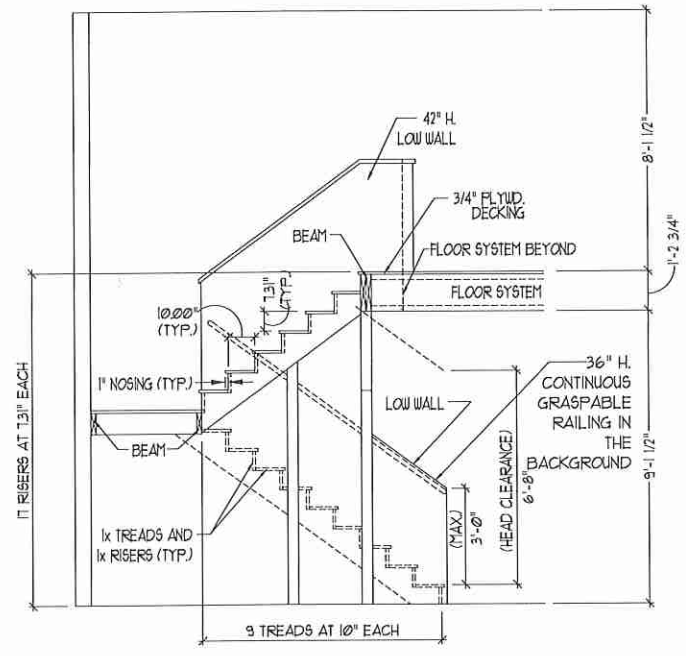 42" H.
LOW WALL
8'-1 1/2"
3/4" PLYWD.
DECKING
BEAM
FLOOR SYSTEM BEYOND
1'-2 3/4"
7.31"
(TYP.)
FLOOR SYSTEM
10.00"
(TYP.)
1" NOSING (TYP.)
36" H.
CONTINUOUS
GRASPABLE
RAILING IN
THE
BACKGROUND
LOW WALL
17 RISERS AT 7.31" EACH
BEAM
(HEAD CLEARANCE)
6'-8"
9'-1 1/2"
(MAX.)
3'-0"
1x TREADS AND
1x RISERS (TYP.)
9 TREADS AT 10" EACH